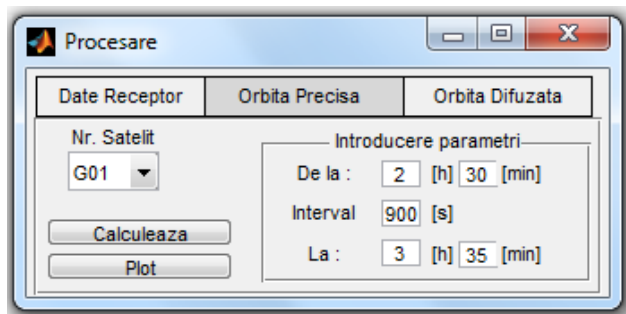 Procesare
Date Receptor Orbita Precisa Orbita Difuzata
Nr. Satelit
G01
Calculeaza
Plot
Introducere parametri
De la : 2 [h] 30 [min]
Interval 900 [s]
La : 3 [h] 35 [min]